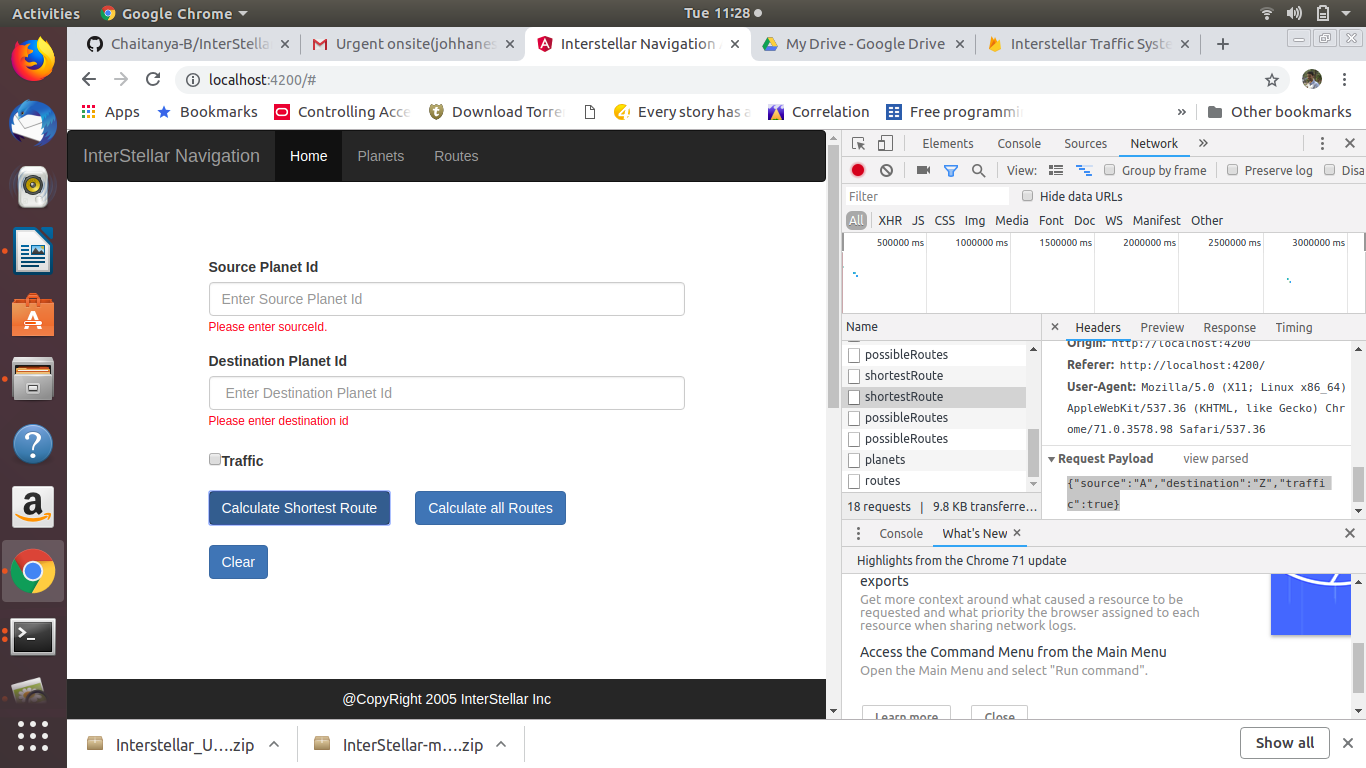 Activities Google Chrome Tue 11:28
Chaitanya-B/InterStella Urgent onsite(johhanes Interstellar Navigation My Drive - Google Drive Interstellar Traffic Syste
localhost:4200/#
Apps Bookmarks Controlling Acce Download Torre Every story has a Correlation Free programmi » Other bookmarks
InterStellar Navigation Home Planets Routes
Source Planet Id
Enter Source Planet Id
Please enter sourceId.
Destination Planet Id
Enter Destination Planet Id
Please enter destination id
Traffic
Calculate Shortest Route Calculate all Routes
Clear
@CopyRight 2005 InterStellar Inc
Elements Console Sources Network »
View: Group by frame Preserve log Disa
Filter Hide data URLs
All XHR JS CSS Img Media Font Doc WS Manifest Other
500000 ms 1000000 ms 1500000 ms 2000000 ms 2500000 ms 3000000 ms
Name
possibleRoutes
shortestRoute
shortestRoute
possibleRoutes
possibleRoutes
planets
routes
18 requests | 9.8 KB transferre...
× Headers Preview Response Timing
Origin: http://localhost:4200
Referer: http://localhost:4200/
User-Agent: Mozilla/5.0 (X11; Linux x86_64)
AppleWebKit/537.36 (KHTML, like Gecko) Chr
ome/71.0.3578.98 Safari/537.36
Request Payload view parsed
{"source":"A","destination":"Z","traffi
c":true}
Console What's New ×
Highlights from the Chrome 71 update
exports
Get more context around what caused a resource to be
requested and what priority the browser assigned to each
resource when sharing network logs.
Access the Command Menu from the Main Menu
Open the Main Menu and select "Run command".
Learn more Close
Interstellar_U....zip InterStellar-m....zip Show all